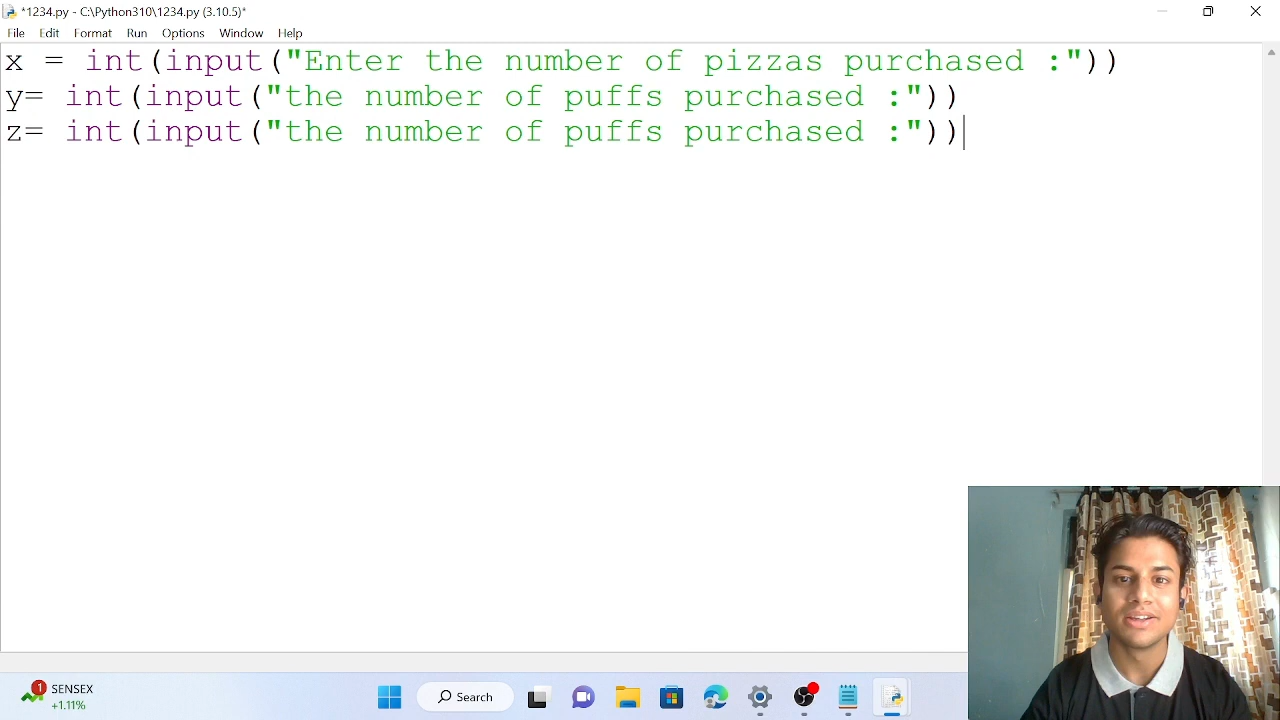 *1234.py - C:\Python310\1234.py (3.10.5)*
File Edit Format Run Options Window Help
x = int(input("Enter the number of pizzas purchased :"))
y= int(input("the number of puffs purchased :"))
z= int(input("the number of puffs purchased :"))
1
SENSEX
+1.11%
Search